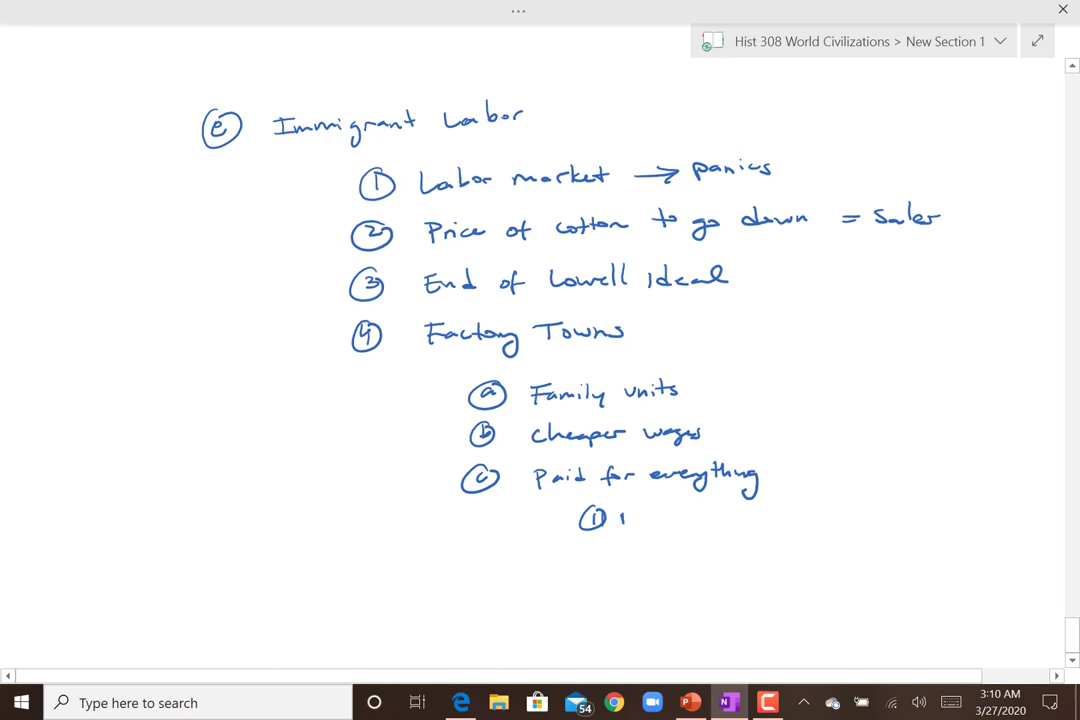 Hist 308 World Civilizations > New Section 1
e Immigrant Labor
1 Labor market → panics
2 Price of cotton to go down = Sales
3 End of Lowell Ideal
4 Factory Towns
a Family units
b Cheaper wages
c Paid for everything
1
Type here to search
54
3:10 AM
3/27/2020